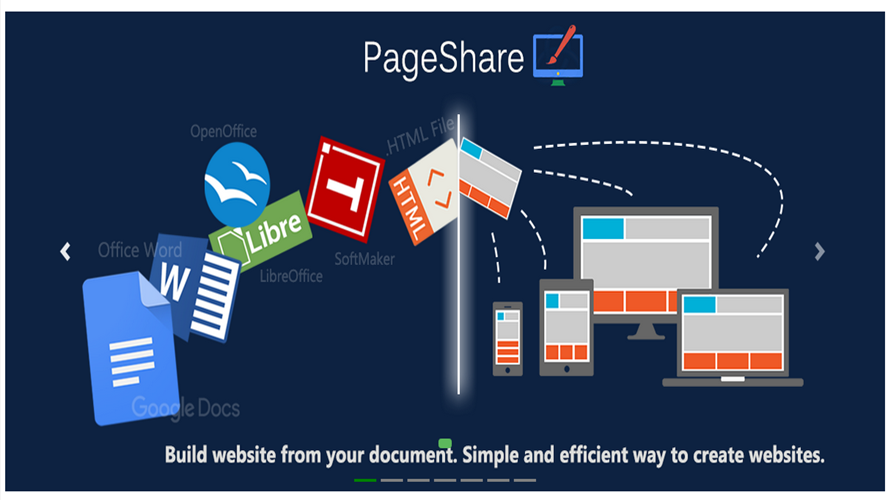 PageShare
OpenOffice
.HTML File
T
HTML
Libre
Office Word
W
SoftMaker
LibreOffice
Google Docs
Build website from your document. Simple and efficient way to create websites.